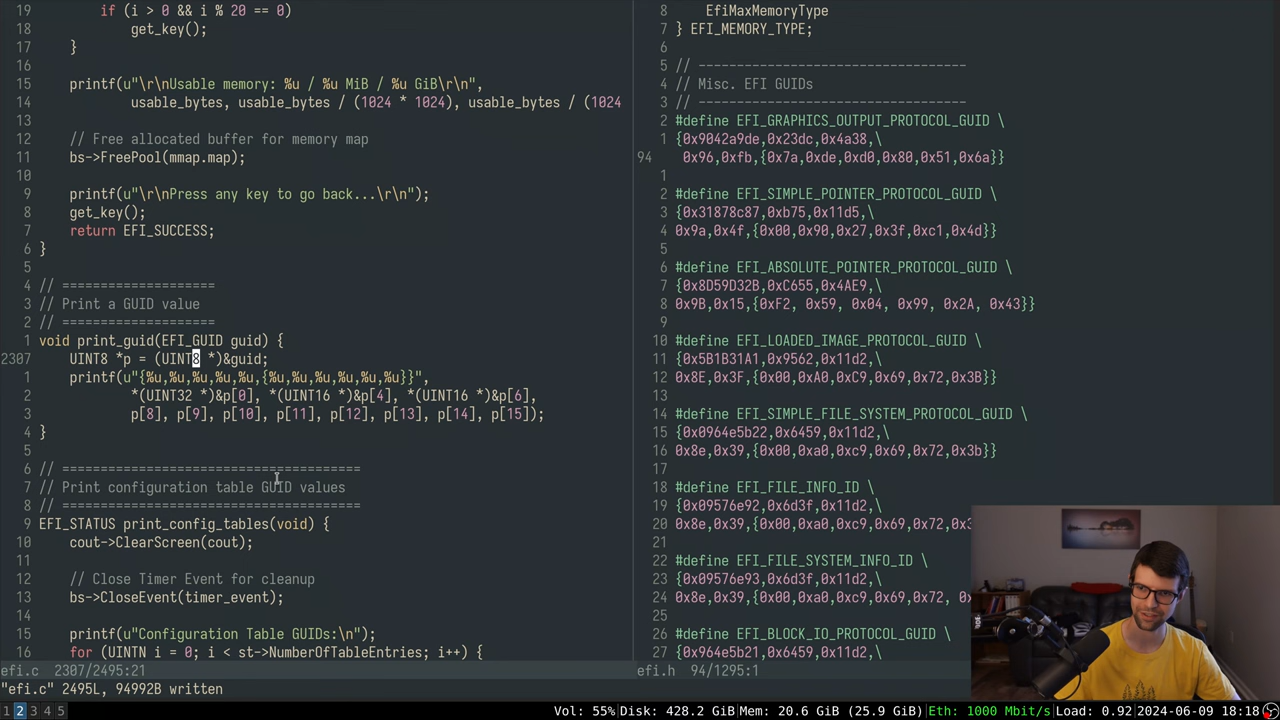 19          if (i > 0 && i % 20 == 0)
18              get_key();
17      }
16
15      printf(u"\r\nUsable memory: %u / %u MiB / %u GiB\r\n",
14              usable_bytes, usable_bytes / (1024 * 1024), usable_bytes / (1024
13
12      // Free allocated buffer for memory map
11      bs->FreePool(mmap.map);
10
9      printf(u"\r\nPress any key to go back...\r\n");
8      get_key();
7      return EFI_SUCCESS;
6  }
5
4  // ====================
3  // Print a GUID value
2  // ====================
1  void print_guid(EFI_GUID guid) {
2307      UINT8 *p = (UINT8 *)&guid;
1      printf(u"{%u,%u,%u,%u,%u,{%u,%u,%u,%u,%u,%u}}",
2              *(UINT32 *)&p[0], *(UINT16 *)&p[4], *(UINT16 *)&p[6],
3              p[8], p[9], p[10], p[11], p[12], p[13], p[14], p[15]);
4  }
5
6  // =======================================
7  // Print configuration table GUID values
8  // =======================================
9  EFI_STATUS print_config_tables(void) {
10      cout->ClearScreen(cout);
11
12      // Close Timer Event for cleanup
13      bs->CloseEvent(timer_event);
14
15      printf(u"Configuration Table GUIDs:\n");
16      for (UINTN i = 0; i < st->NumberOfTableEntries; i++) {
efi.c  2307/2495:21
8      EfiMaxMemoryType
7  } EFI_MEMORY_TYPE;
6
5  // -----------------------------------
4  // Misc. EFI GUIDs
3  // -----------------------------------
2  #define EFI_GRAPHICS_OUTPUT_PROTOCOL_GUID \
1  {0x9042a9de,0x23dc,0x4a38,\
94   0x96,0xfb,{0x7a,0xde,0xd0,0x80,0x51,0x6a}}
1
2  #define EFI_SIMPLE_POINTER_PROTOCOL_GUID \
3  {0x31878c87,0xb75,0x11d5,\
4  0x9a,0x4f,{0x00,0x90,0x27,0x3f,0xc1,0x4d}}
5
6  #define EFI_ABSOLUTE_POINTER_PROTOCOL_GUID \
7  {0x8D59D32B,0xC655,0x4AE9,\
8  0x9B,0x15,{0xF2, 0x59, 0x04, 0x99, 0x2A, 0x43}}
9
10  #define EFI_LOADED_IMAGE_PROTOCOL_GUID \
11  {0x5B1B31A1,0x9562,0x11d2,\
12  0x8E,0x3F,{0x00,0xA0,0xC9,0x69,0x72,0x3B}}
13
14  #define EFI_SIMPLE_FILE_SYSTEM_PROTOCOL_GUID \
15  {0x0964e5b22,0x6459,0x11d2,\
16  0x8e,0x39,{0x00,0xa0,0xc9,0x69,0x72,0x3b}}
17
18  #define EFI_FILE_INFO_ID \
19  {0x09576e92,0x6d3f,0x11d2,\
20  0x8e,0x39,{0x00,0xa0,0xc9,0x69,0x72,0x3
21
22  #define EFI_FILE_SYSTEM_INFO_ID \
23  {0x09576e93,0x6d3f,0x11d2,\
24  0x8e,0x39,{0x00,0xa0,0xc9,0x69,0x72, 0x
25
26  #define EFI_BLOCK_IO_PROTOCOL_GUID \
27  {0x964e5b21,0x6459,0x11d2,\
efi.h  94/1295:1
"efi.c" 2495L, 94992B written
1 2 3 4 5
Vol: 55%|Disk: 428.2 GiB|Mem: 20.6 GiB (25.9 GiB)|Eth: 1000 Mbit/s|Load: 0.92|2024-06-09 18:18